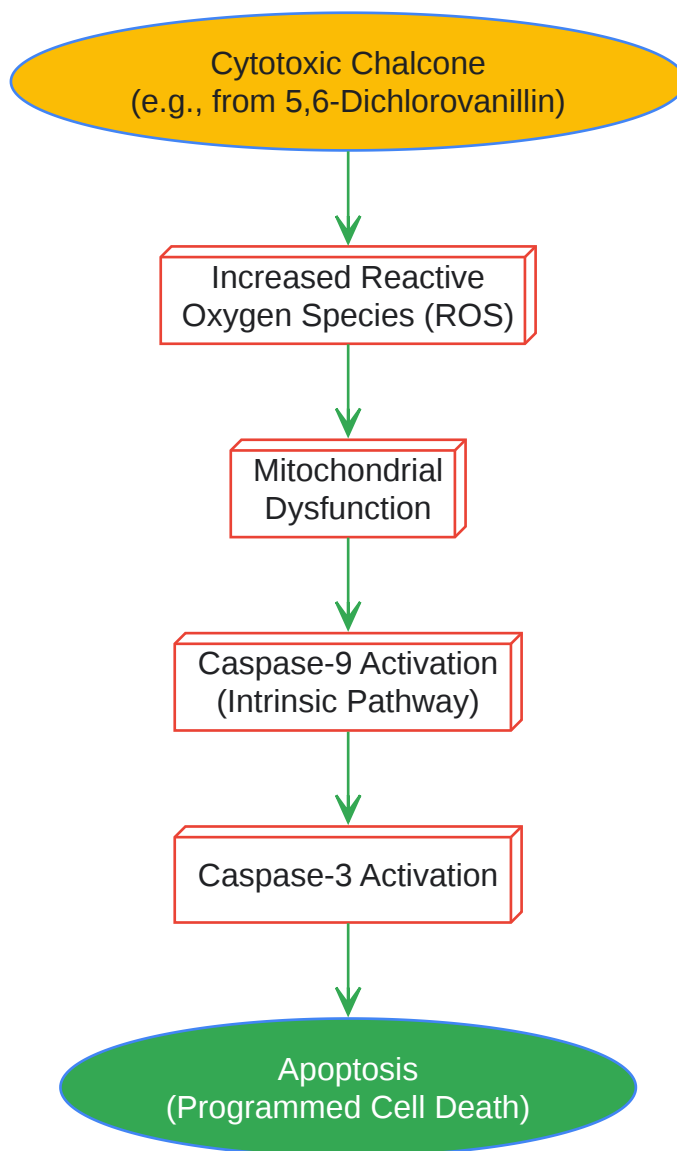 Cytotoxic Chalcone
(e.g., from 5,6-Dichlorovanillin)
Increased Reactive
Oxygen Species (ROS)
Mitochondrial
Dysfunction
Caspase-9 Activation
(Intrinsic Pathway)
Caspase-3 Activation
Apoptosis
(Programmed Cell Death)